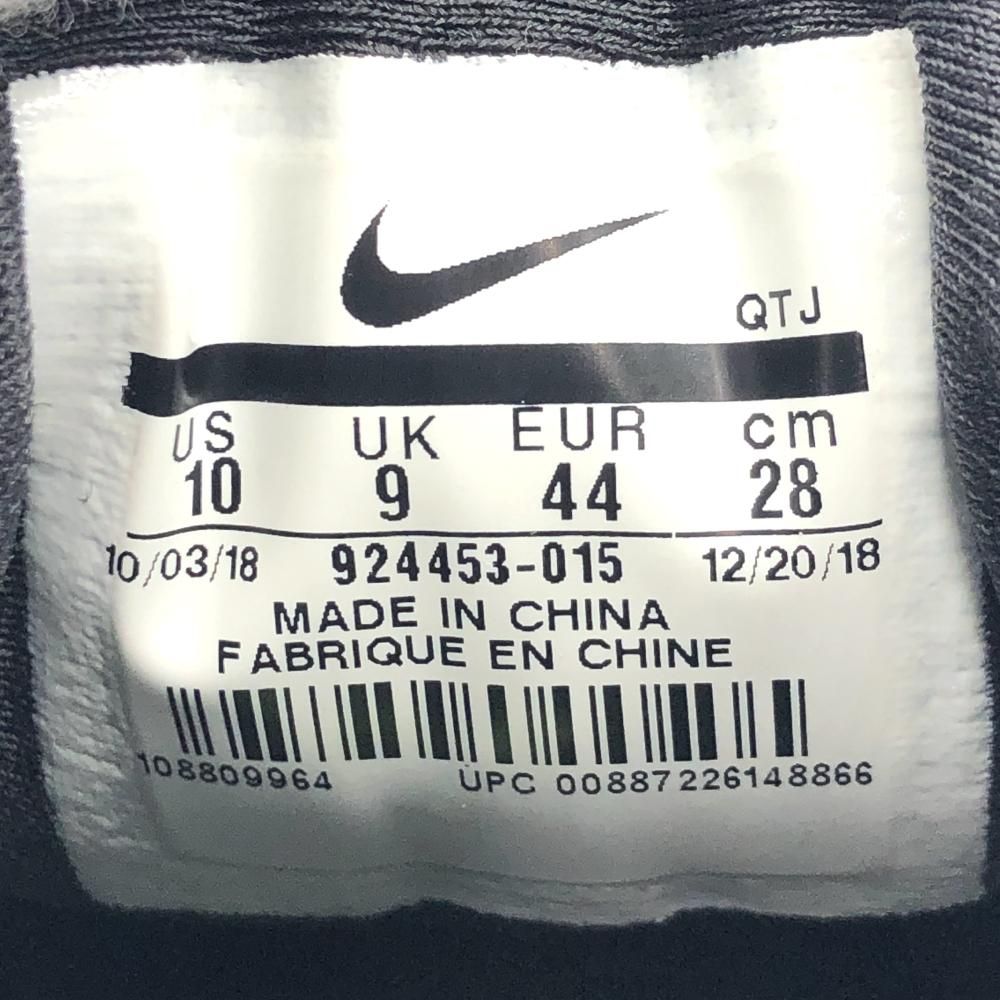 QTJ
US UK EUR cm
10 9 44 28
10/03/18 924453-015 12/20/18
MADE IN CHINA
FABRIQUE EN CHINE
108809964 UPC 00887226148866